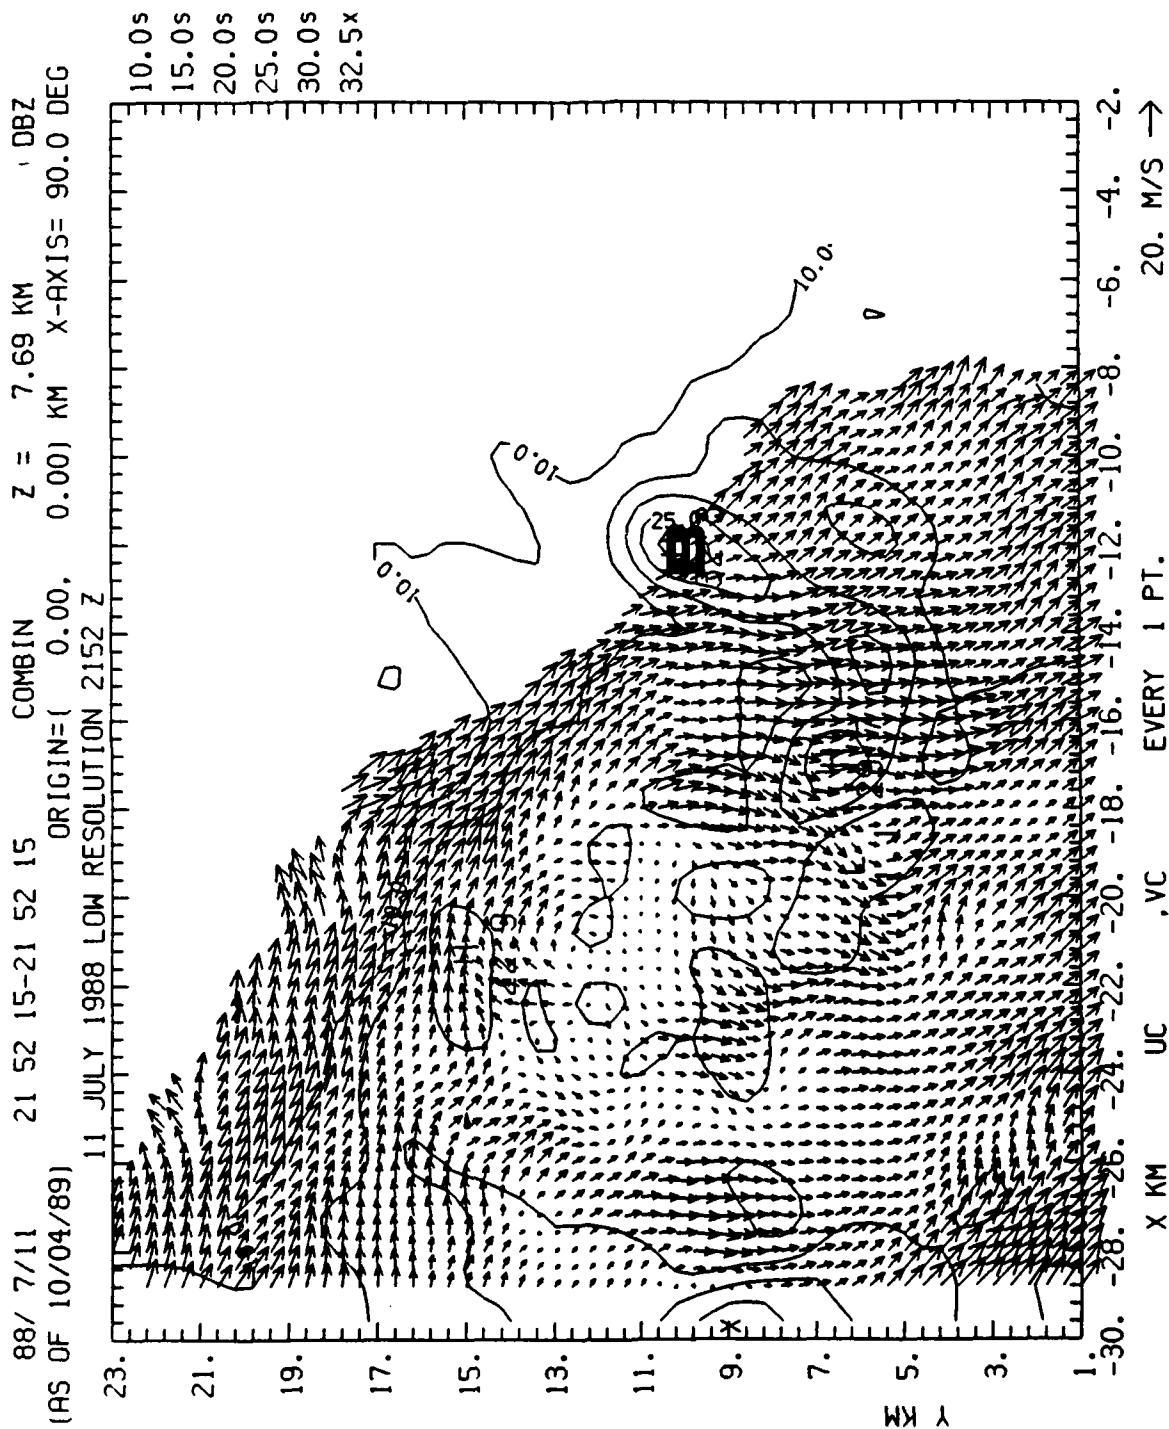 88/ 7/11 21 52 15-21 52 15 COMBIN Z = 7.69 KM DBZ
(AS OF 10/04/89) ORIGIN=( 0.00, 0.00) KM X-AXIS= 90.0 DEG
11 JULY 1988 LOW RESOLUTION 2152 Z
10.0s
15.0s
20.0s
25.0s
30.0s
32.5x
23.
21.
19.
17.
15.
13.
11.
9.
7.
5.
3.
1.
Y KM
10.0
10.0
10.0
25
H
22.9
L
-30. -28. -26. -24. -22. -20. -18. -16. -14. -12. -10. -8. -6. -4. -2.
X KM UC ,VC EVERY 1 PT. 20. M/S →